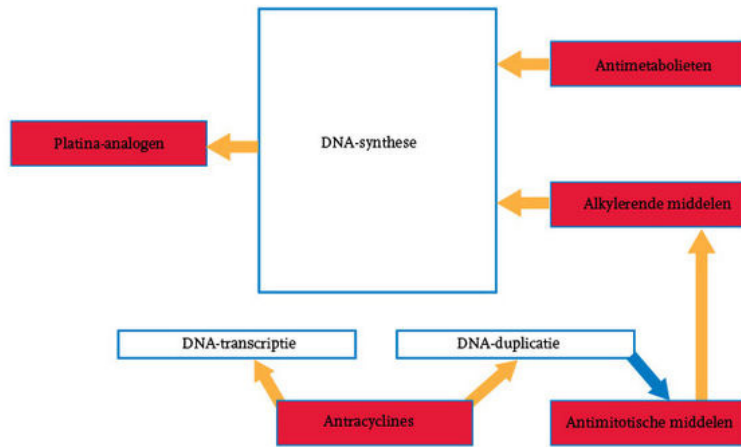 Antimetabolieten
Platina-analogen
DNA-synthese
Alkylerende middelen
DNA-transcriptie
DNA-duplicatie
Antracyclines
Antimitotische middelen